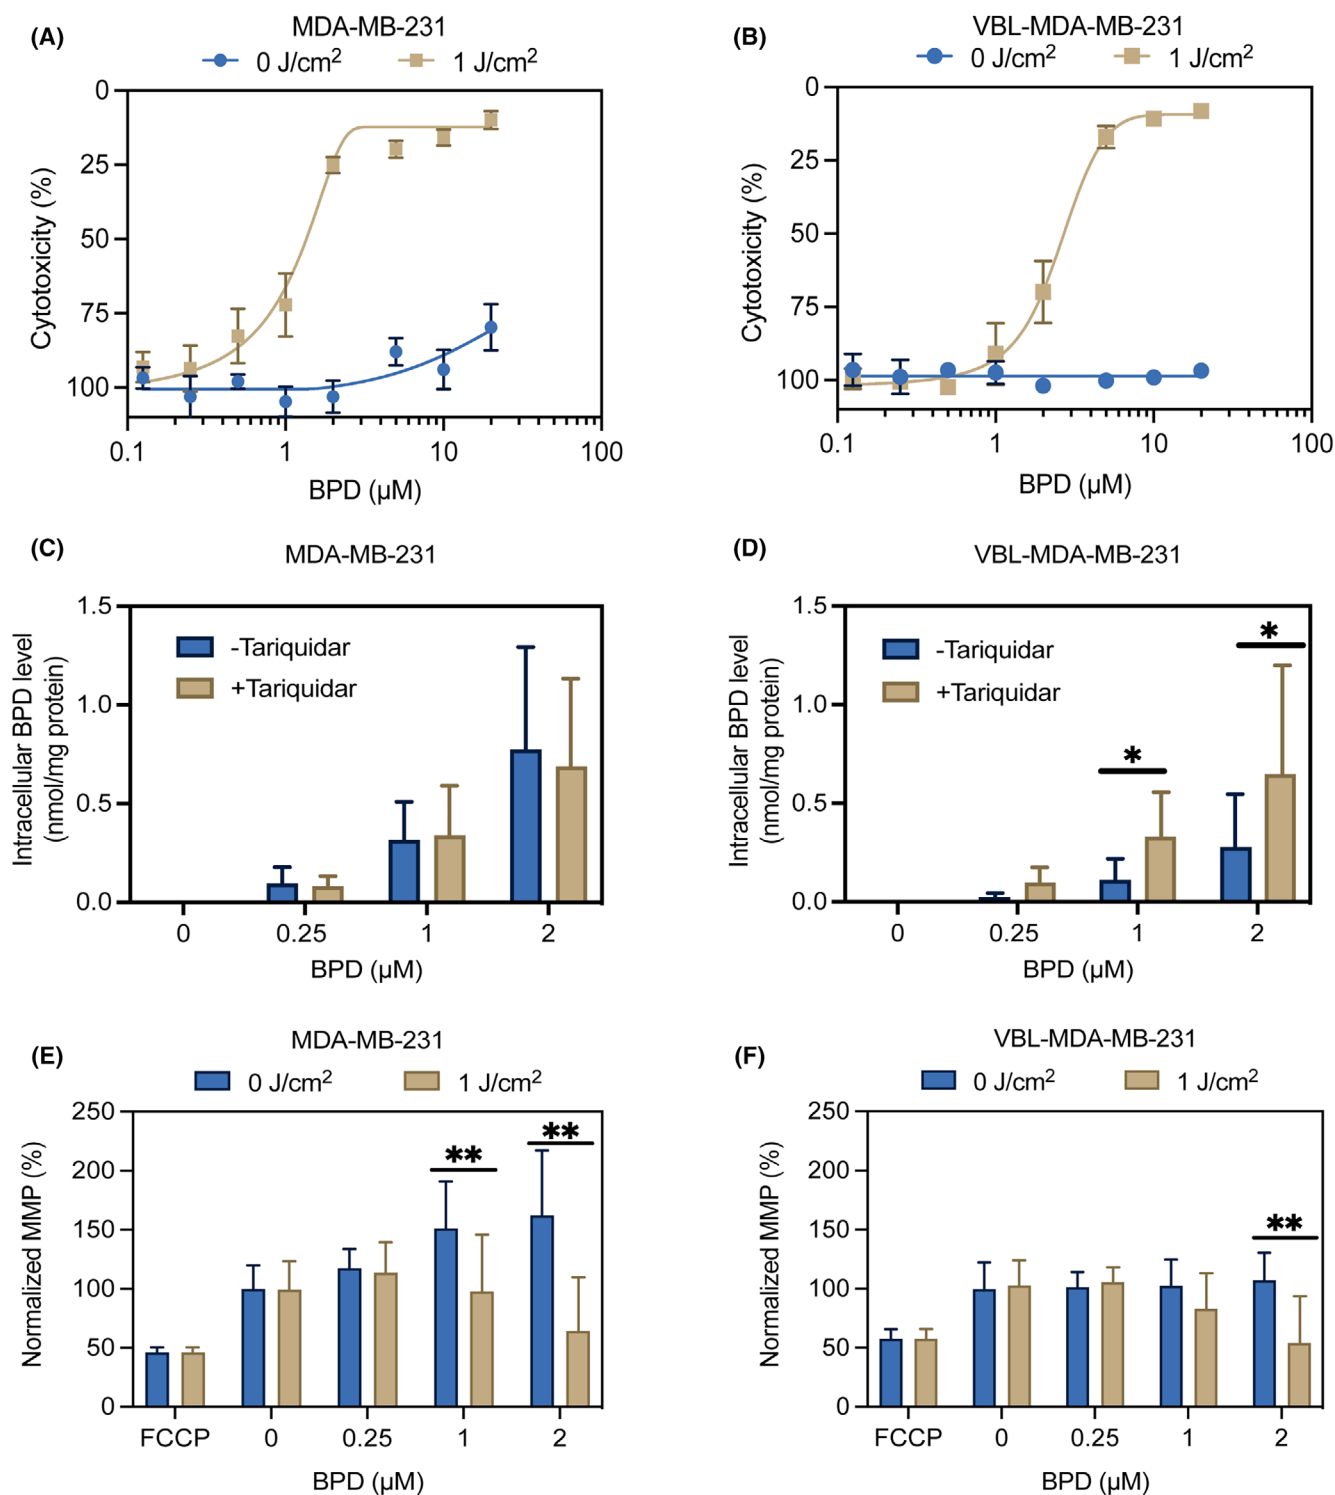 (A)
MDA-MB-231
0 J/cm²
1 J/cm²
0
25
50
75
100
Cytotoxicity (%)
0.1
1
10
100
BPD (μM)
(B)
VBL-MDA-MB-231
0 J/cm²
1 J/cm²
0
25
50
75
100
Cytotoxicity (%)
0.1
1
10
100
BPD (μM)
(C)
MDA-MB-231
1.5
1.0
0.5
0.0
Intracellular BPD level
(nmol/mg protein)
-Tariquidar
+Tariquidar
0
0.25
1
2
BPD (μM)
(D)
VBL-MDA-MB-231
1.5
1.0
0.5
0.0
Intracellular BPD level
(nmol/mg protein)
-Tariquidar
+Tariquidar
*
*
0
0.25
1
2
BPD (μM)
(E)
MDA-MB-231
0 J/cm²
1 J/cm²
250
200
150
100
50
0
Normalized MMP (%)
**
**
FCCP
0
0.25
1
2
BPD (μM)
(F)
VBL-MDA-MB-231
0 J/cm²
1 J/cm²
250
200
150
100
50
0
Normalized MMP (%)
**
FCCP
0
0.25
1
2
BPD (μM)